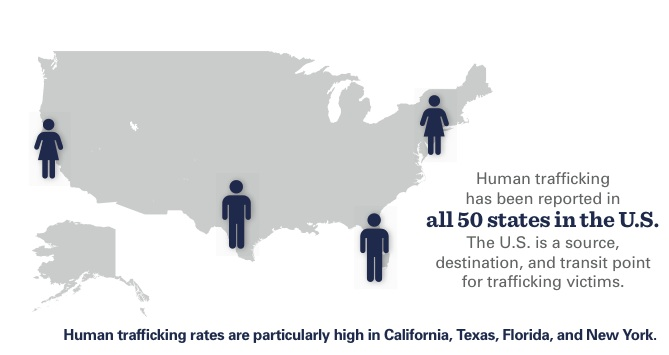 Human trafficking
has been reported in
all 50 states in the U.S.
The U.S. is a source,
destination, and transit point
for trafficking victims.
Human trafficking rates are particularly high in California, Texas, Florida, and New York.